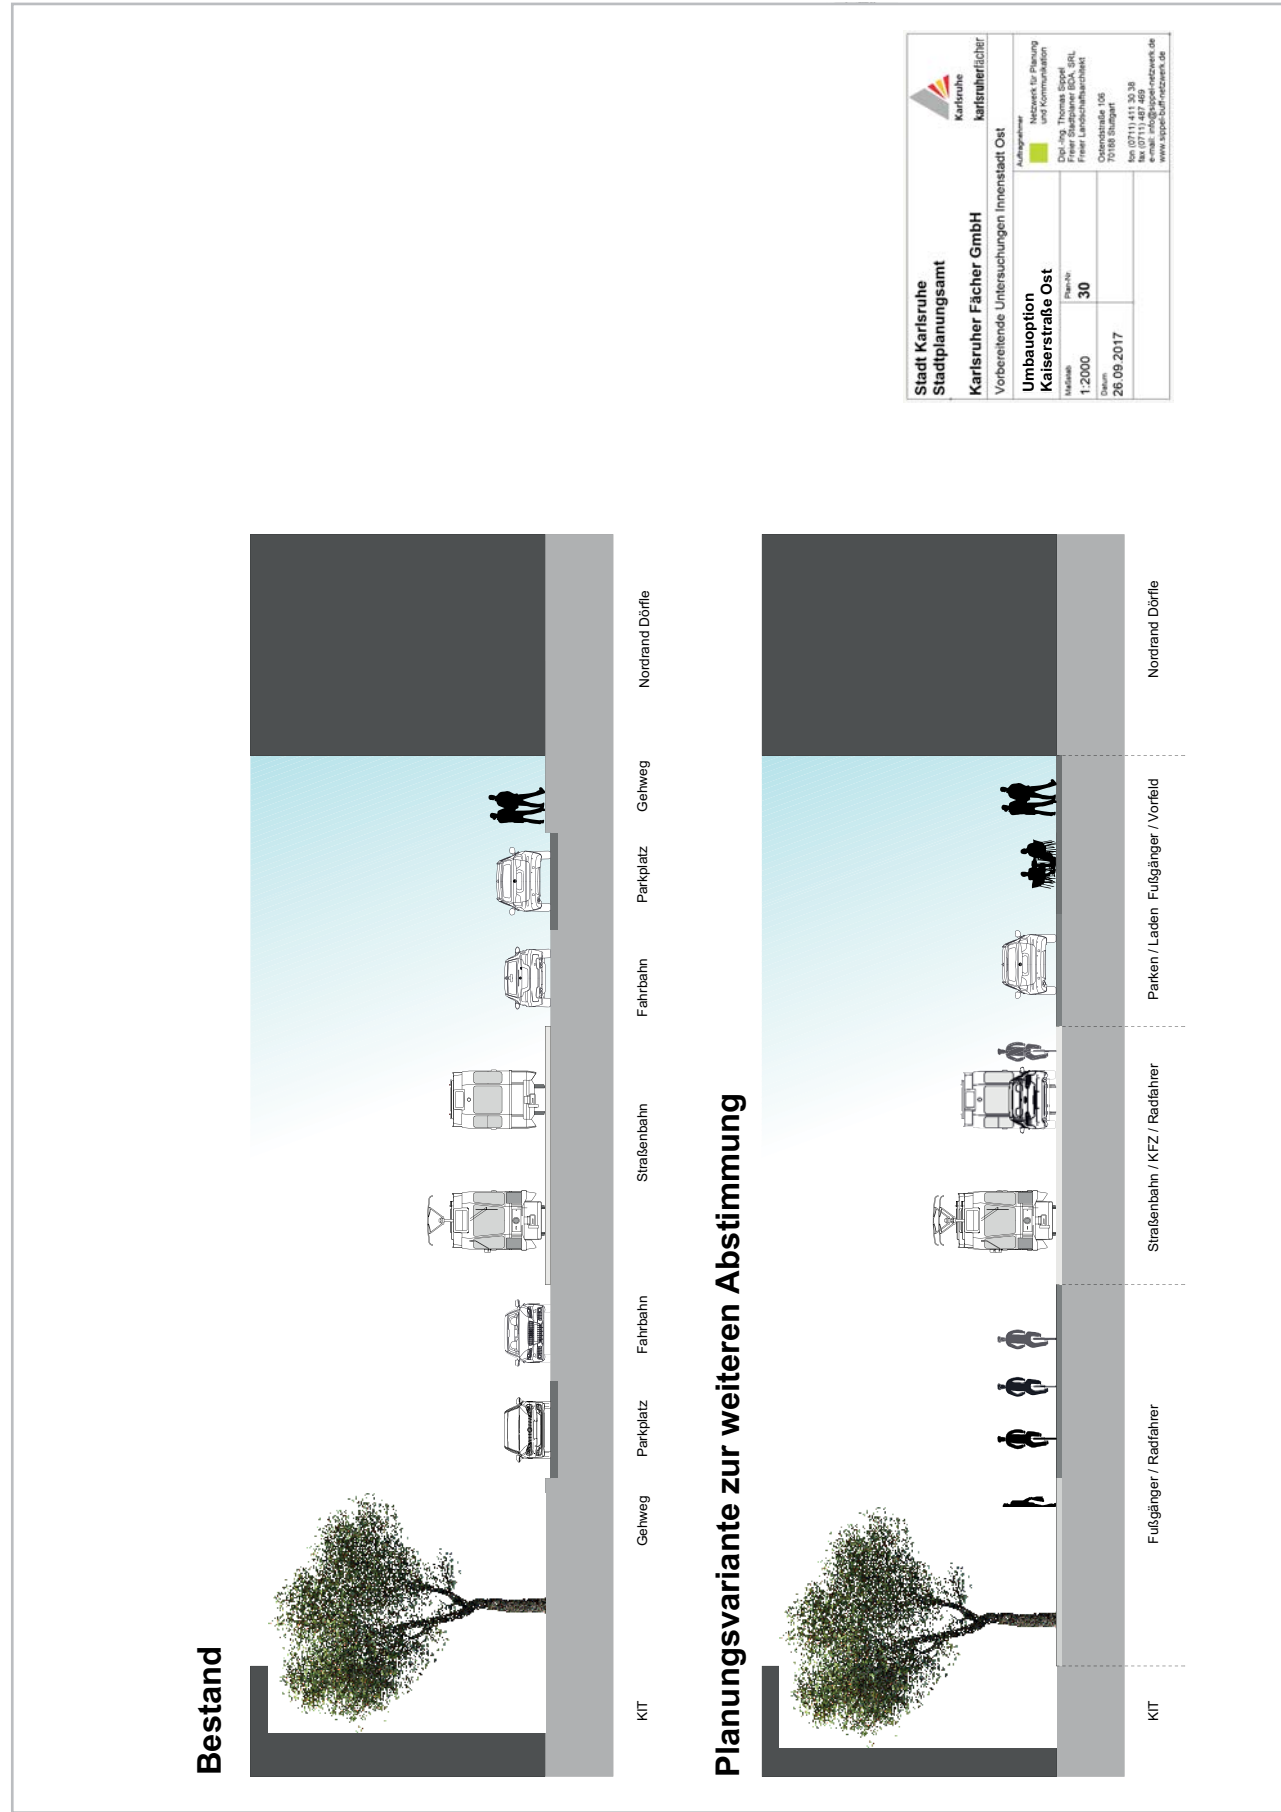 Bestand
KIT
Gehweg
Parkplatz
Fahrbahn
Straßenbahn
Fahrbahn
Parkplatz
Gehweg
Nordrand Dörfle
Planungsvariante zur weiteren Abstimmung
KIT
Fußgänger / Radfahrer
Straßenbahn / KFZ / Radfahrer
Parken / Laden Fußgänger / Vorfeld
Nordrand Dörfle
Stadt Karlsruhe
Stadtplanungsamt
Karlsruhe
Karlsruher Fächer GmbH
karlsruherfächer
Vorbereitende Untersuchungen Innenstadt Ost
Umbauoption
Kaiserstraße Ost
Maßstab
1:2000
Plan-Nr.
30
Datum
26.09.2017
Auftragnehmer
Netzwerk für Planung
und Kommunikation
Dipl.-Ing. Thomas Sippel
Freier Stadtplaner BDA, SRL
Freier Landschaftsarchitekt
Ostendstraße 106
70188 Stuttgart
fon (0711) 411 30 38
fax (0711) 487 469
e-mail: info@sippel-netzwerk.de
www.sippel-buff-netzwerk.de